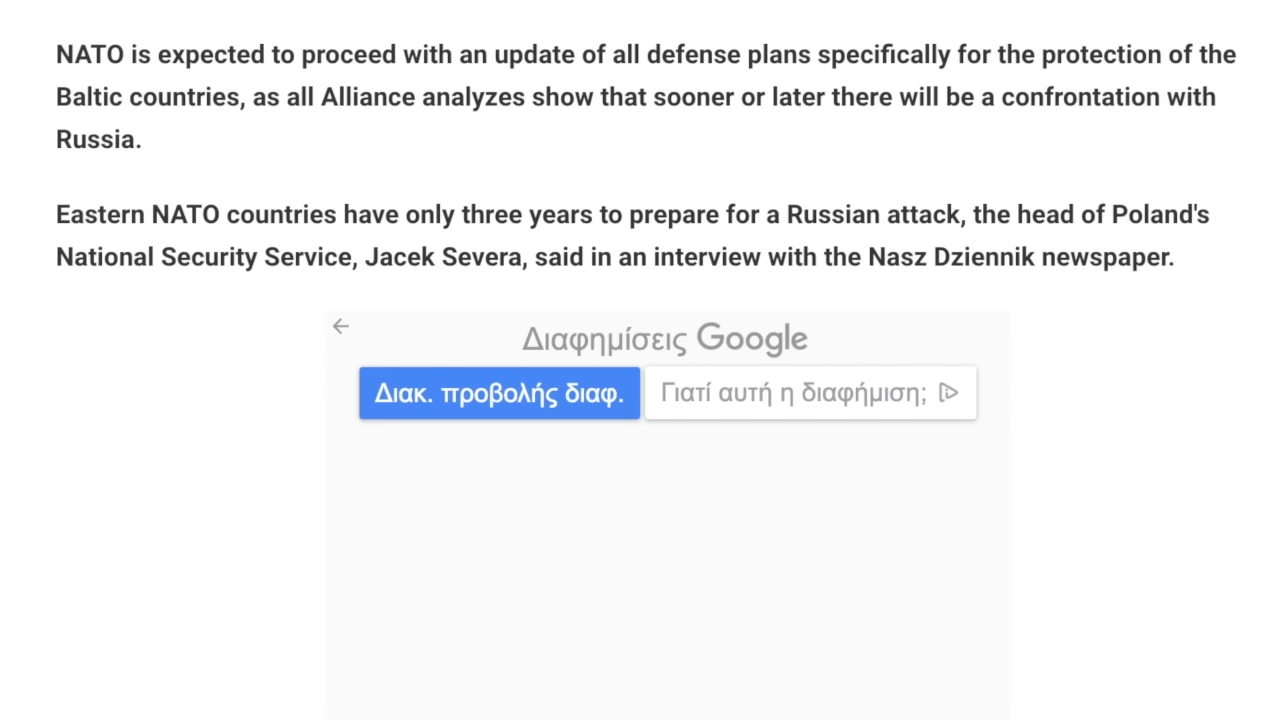 NATO is expected to proceed with an update of all defense plans specifically for the protection of the
Baltic countries, as all Alliance analyzes show that sooner or later there will be a confrontation with
Russia.
Eastern NATO countries have only three years to prepare for a Russian attack, the head of Poland's
National Security Service, Jacek Severa, said in an interview with the Nasz Dziennik newspaper.
Διαφημίσεις Google
Διακ. προβολής διαφ.
Γιατί αυτή η διαφήμιση;